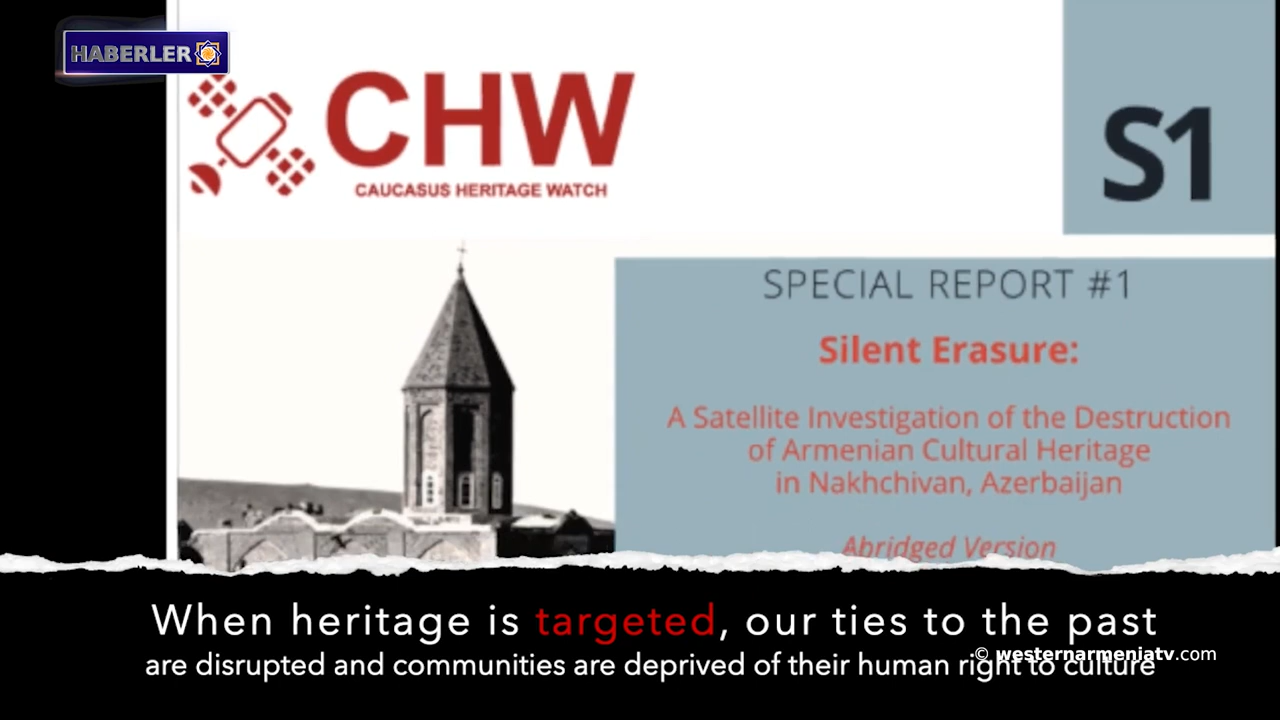 HABERLER
CHW
CAUCASUS HERITAGE WATCH
S1
SPECIAL REPORT #1
Silent Erasure:
A Satellite Investigation of the Destruction
of Armenian Cultural Heritage
in Nakhchivan, Azerbaijan
Abridged Version
When heritage is targeted, our ties to the past
are disrupted and communities are deprived of their human right to culture
© westernarmeniatv.com